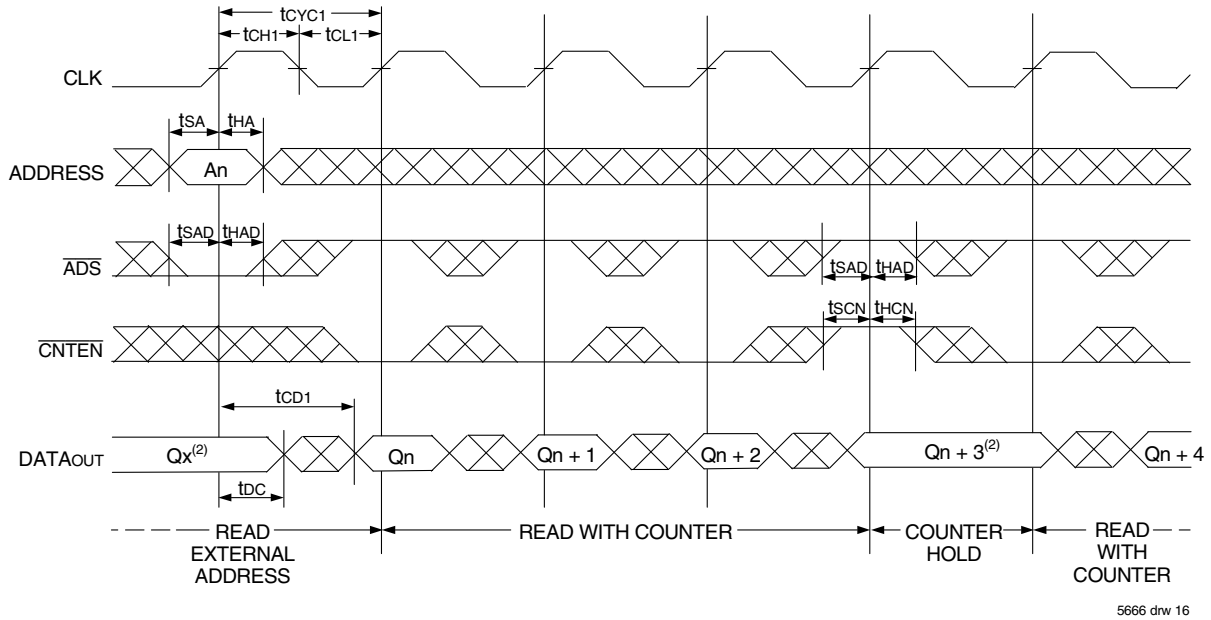 tCYC1
tCH1 tCL1
CLK
tSA tHA
ADDRESS An
tSAD tHAD
ADS
tSAD tHAD
tSCN tHCN
CNTEN
tCD1
DATAOUT Qx(2) Qn Qn + 1 Qn + 2 Qn + 3(2) Qn + 4
tDC
READ EXTERNAL ADDRESS
READ WITH COUNTER
COUNTER HOLD
READ WITH COUNTER
5666 drw 16